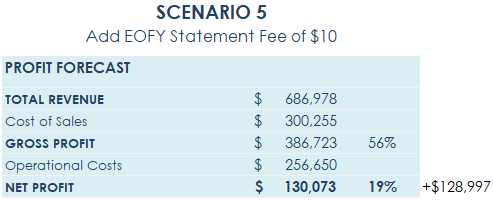 SCENARIO 5
Add EOFY Statement Fee of $10
PROFIT FORECAST
TOTAL REVENUE $ 686,978
Cost of Sales $ 300,255
GROSS PROFIT $ 386,723 56%
Operational Costs $ 256,650
NET PROFIT $ 130,073 19% +$128,997